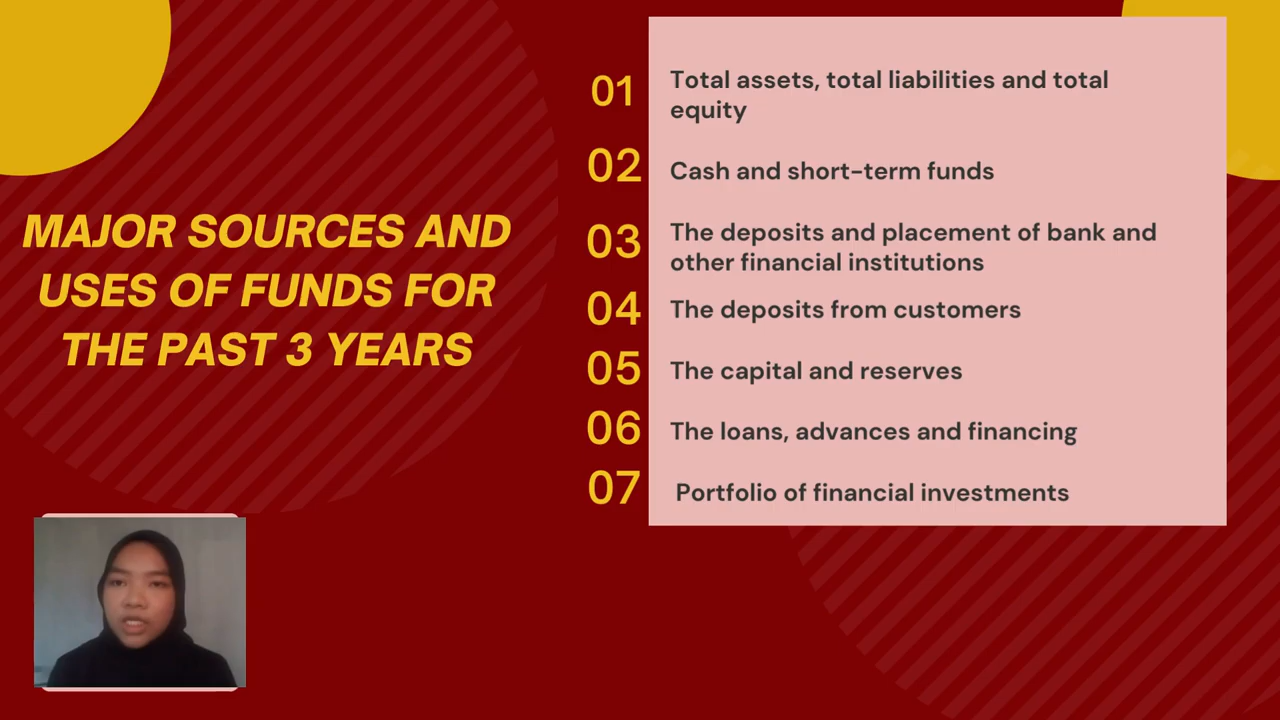 MAJOR SOURCES AND
USES OF FUNDS FOR
THE PAST 3 YEARS
01 Total assets, total liabilities and total
equity
02 Cash and short-term funds
03 The deposits and placement of bank and
other financial institutions
04 The deposits from customers
05 The capital and reserves
06 The loans, advances and financing
07 Portfolio of financial investments